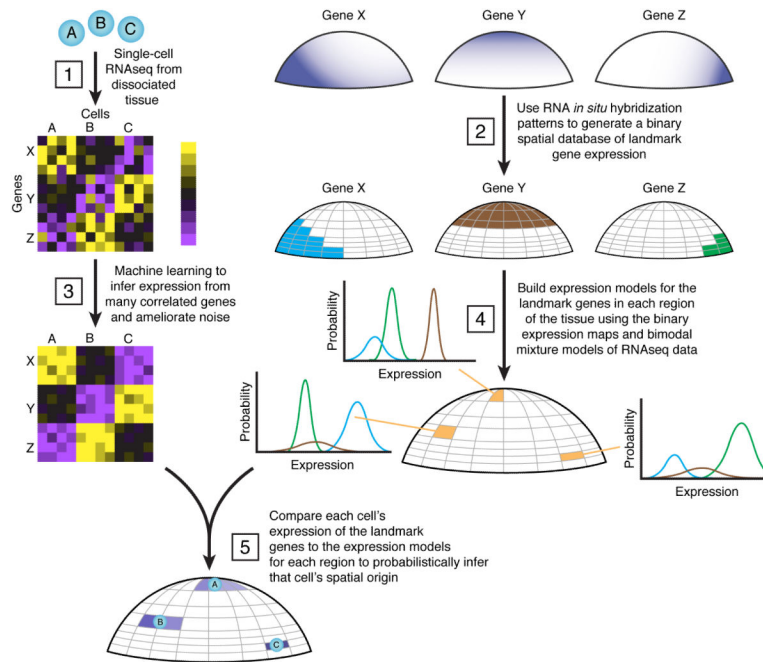 A B C
1
Single-cell
RNAseq from
dissociated
tissue
Cells
A B C
X
Y
Z
Genes
Gene X
Gene Y
Gene Z
2
Use RNA in situ hybridization
patterns to generate a binary
spatial database of landmark
gene expression
Gene X
Gene Y
Gene Z
3
Machine learning to
infer expression from
many correlated genes
and ameliorate noise
A B C
X
Y
Z
4
Build expression models for the
landmark genes in each region
of the tissue using the binary
expression maps and bimodal
mixture models of RNAseq data
Probability
Expression
Probability
Expression
Probability
Expression
5
Compare each cell's
expression of the landmark
genes to the expression models
for each region to probabilistically infer
that cell's spatial origin
A
B
C